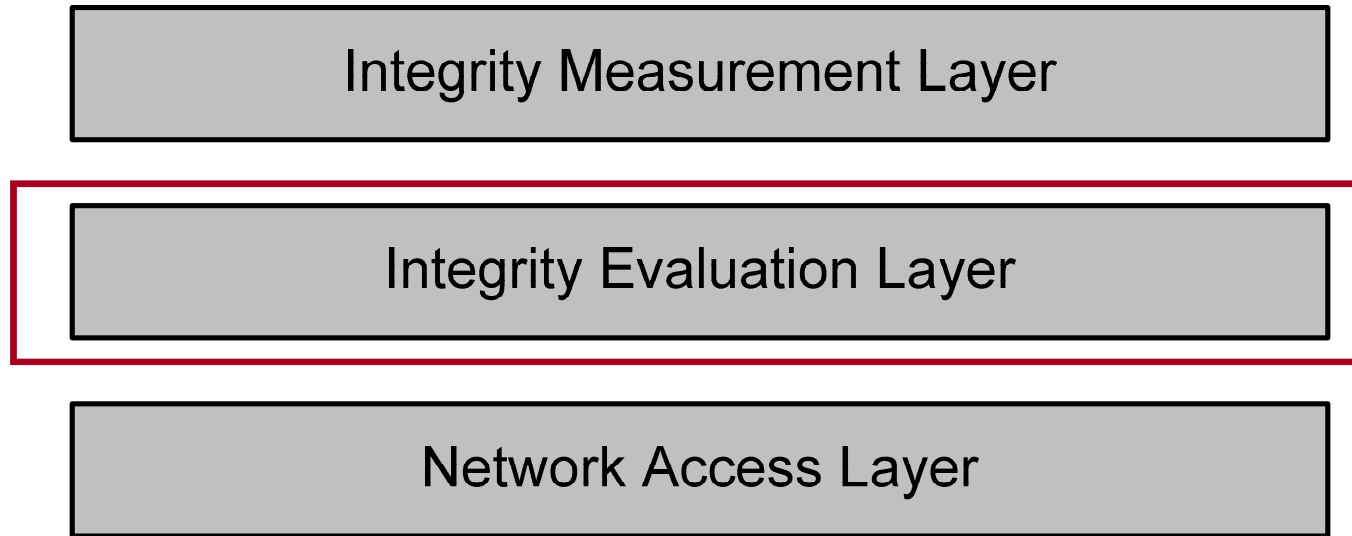 Integrity Measurement Layer
Integrity Evaluation Layer
Network Access Layer